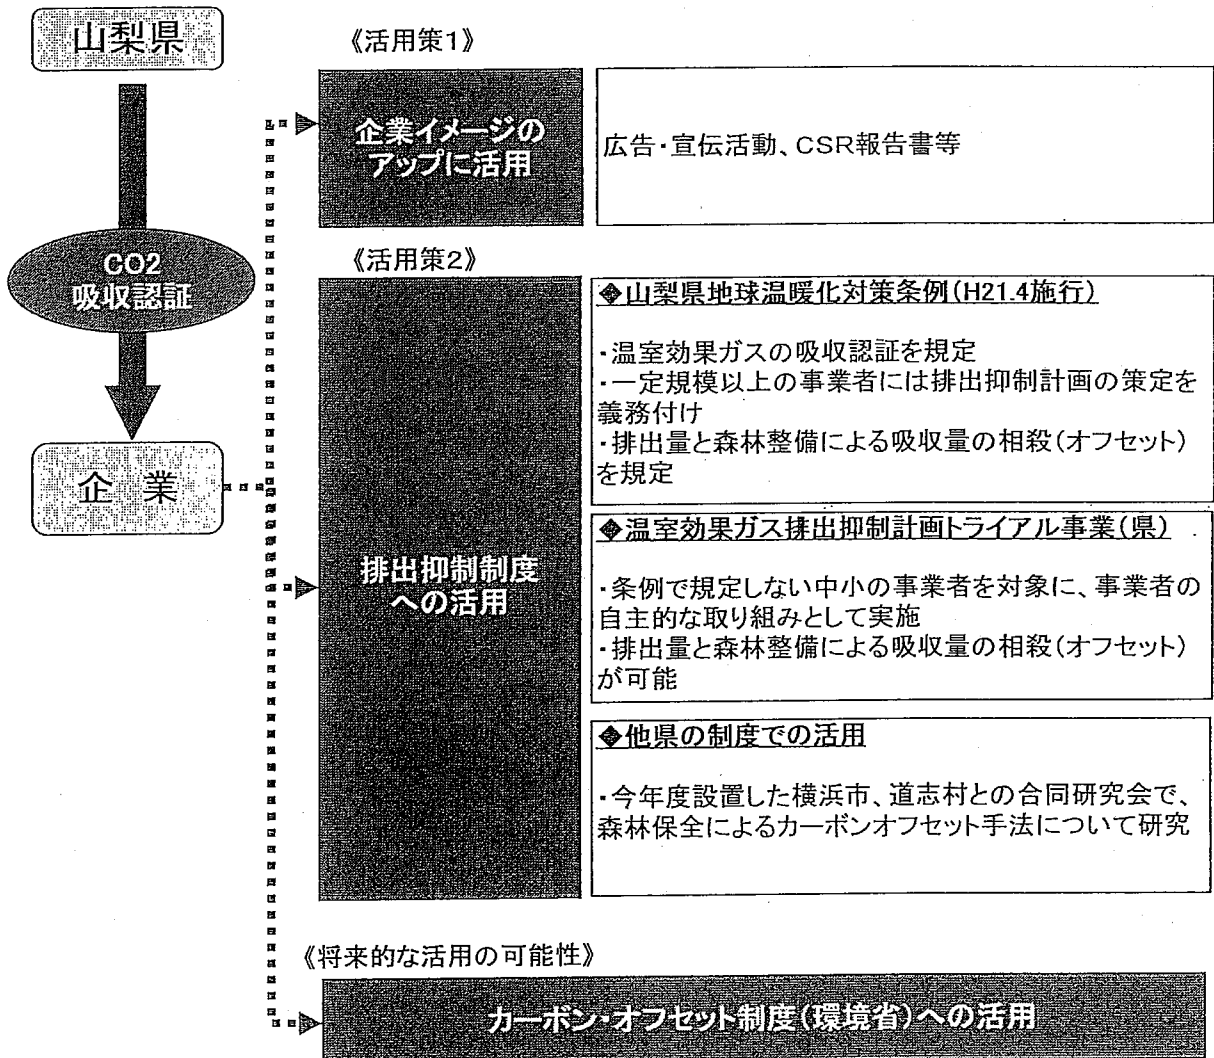 山梨県
CO2
吸収認証
企 業
《活用策1》
企業イメージの
アップに活用
広告・宣伝活動、CSR報告書等
《活用策2》
排出抑制制度
への活用
◆山梨県地球温暖化対策条例(H21.4施行)
・温室効果ガスの吸収認証を規定
・一定規模以上の事業者には排出抑制計画の策定を
義務付け
・排出量と森林整備による吸収量の相殺(オフセット)
を規定
◆温室効果ガス排出抑制計画トライアル事業(県)
・条例で規定しない中小の事業者を対象に、事業者の
自主的な取り組みとして実施
・排出量と森林整備による吸収量の相殺(オフセット)
が可能
◆他県の制度での活用
・今年度設置した横浜市、道志村との合同研究会で、
森林保全によるカーボンオフセット手法について研究
《将来的な活用の可能性》
カーボン・オフセット制度(環境省)への活用